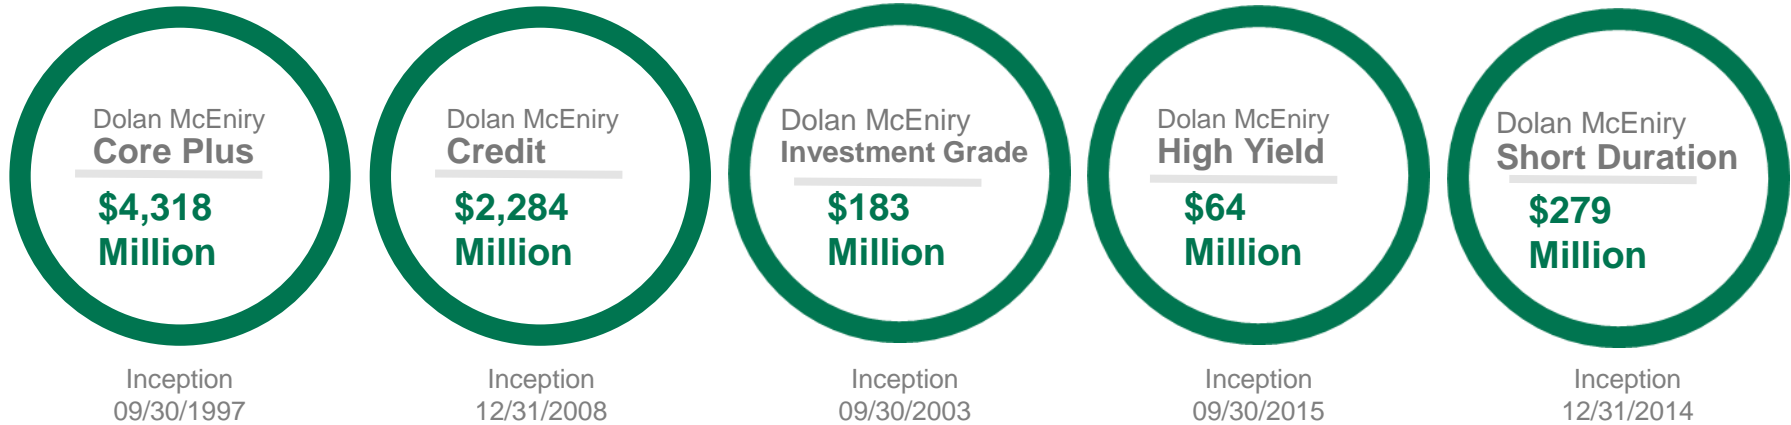 Dolan McEniry
Core Plus
$4,318
Million
Inception
09/30/1997
Dolan McEniry
Credit
$2,284
Million
Inception
12/31/2008
Dolan McEniry
Investment Grade
$183
Million
Inception
09/30/2003
Dolan McEniry
High Yield
$64
Million
Inception
09/30/2015
Dolan McEniry
Short Duration
$279
Million
Inception
12/31/2014